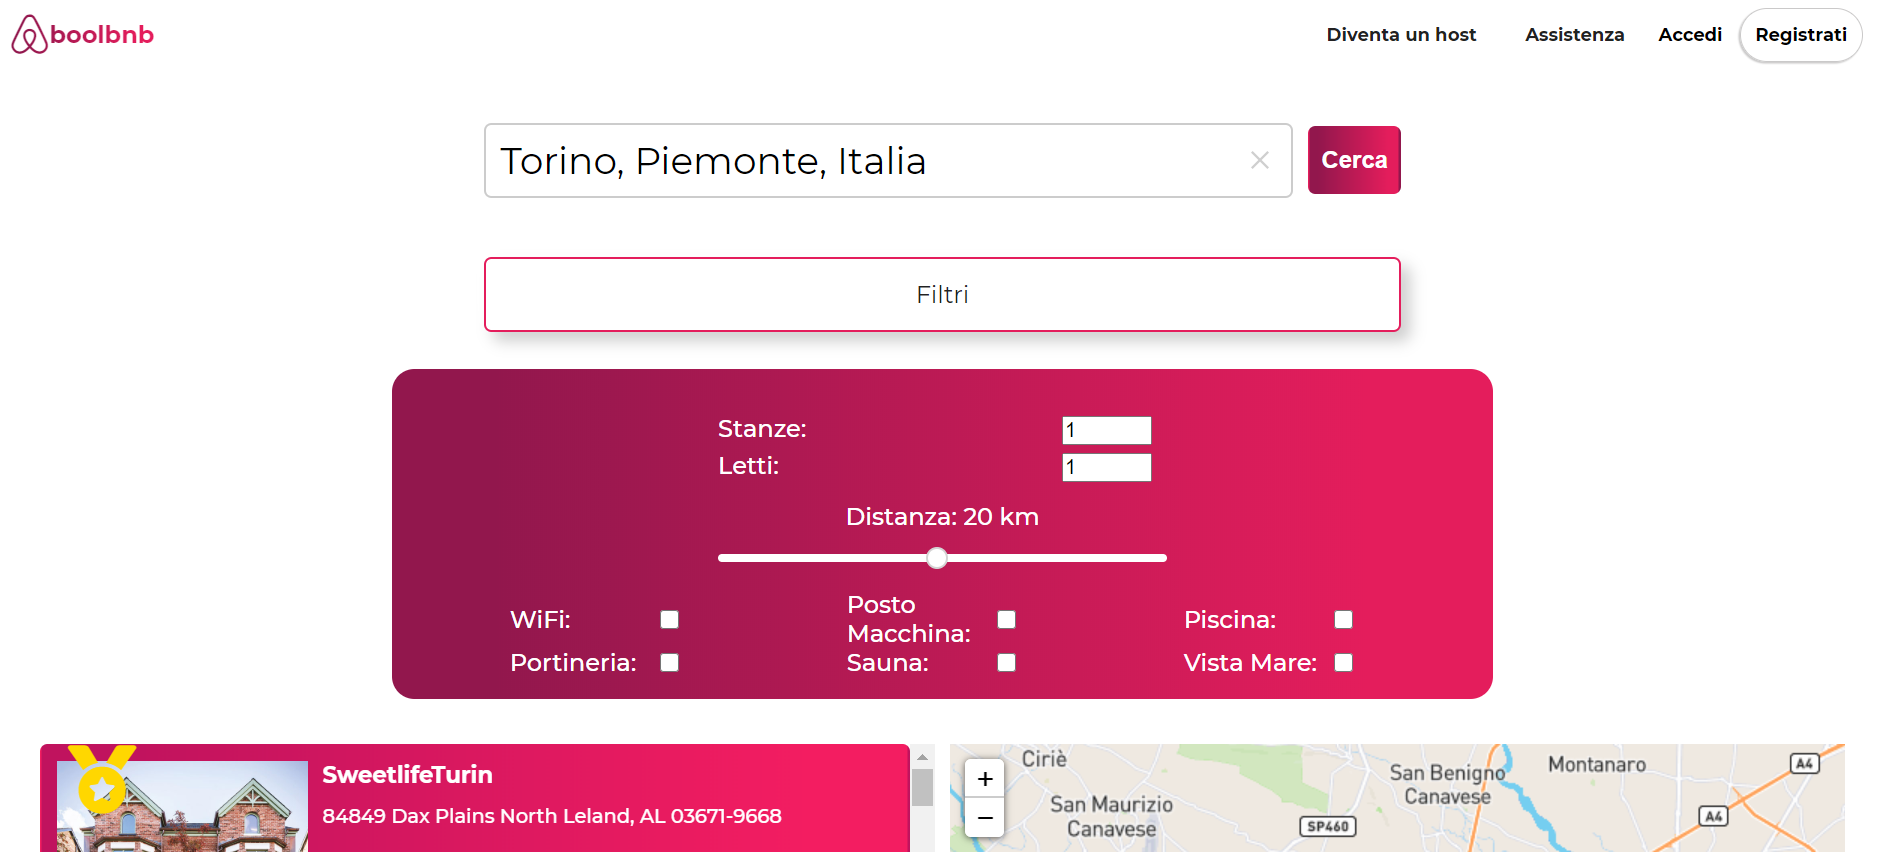 boolbnb
Diventa un host Assistenza Accedi Registrati
Torino, Piemonte, Italia
Cerca
Filtri
Stanze: 1
Letti: 1
Distanza: 20 km
WiFi:
Posto
Macchina:
Piscina:
Portineria:
Sauna:
Vista Mare:
SweetlifeTurin
84849 Dax Plains North Leland, AL 03671-9668
+
−
Ciriè
San Maurizio
Canavese
SP460
San Benigno
Canavese
Montanaro
A4
A4